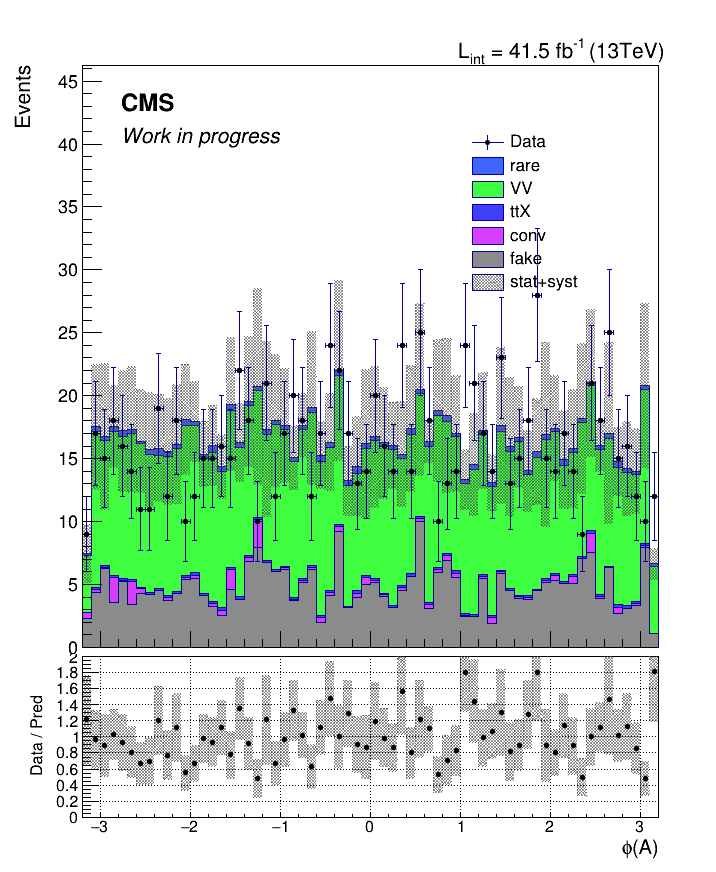 L_int = 41.5 fb^-1 (13TeV)
Events
45
40
35
30
25
20
15
10
5
0
CMS
Work in progress
Data
rare
VV
ttX
conv
fake
stat+syst
Data / Pred
2
1.8
1.6
1.4
1.2
1
0.8
0.6
0.4
0.2
0
−3 −2 −1 0 1 2 3
ϕ(A)